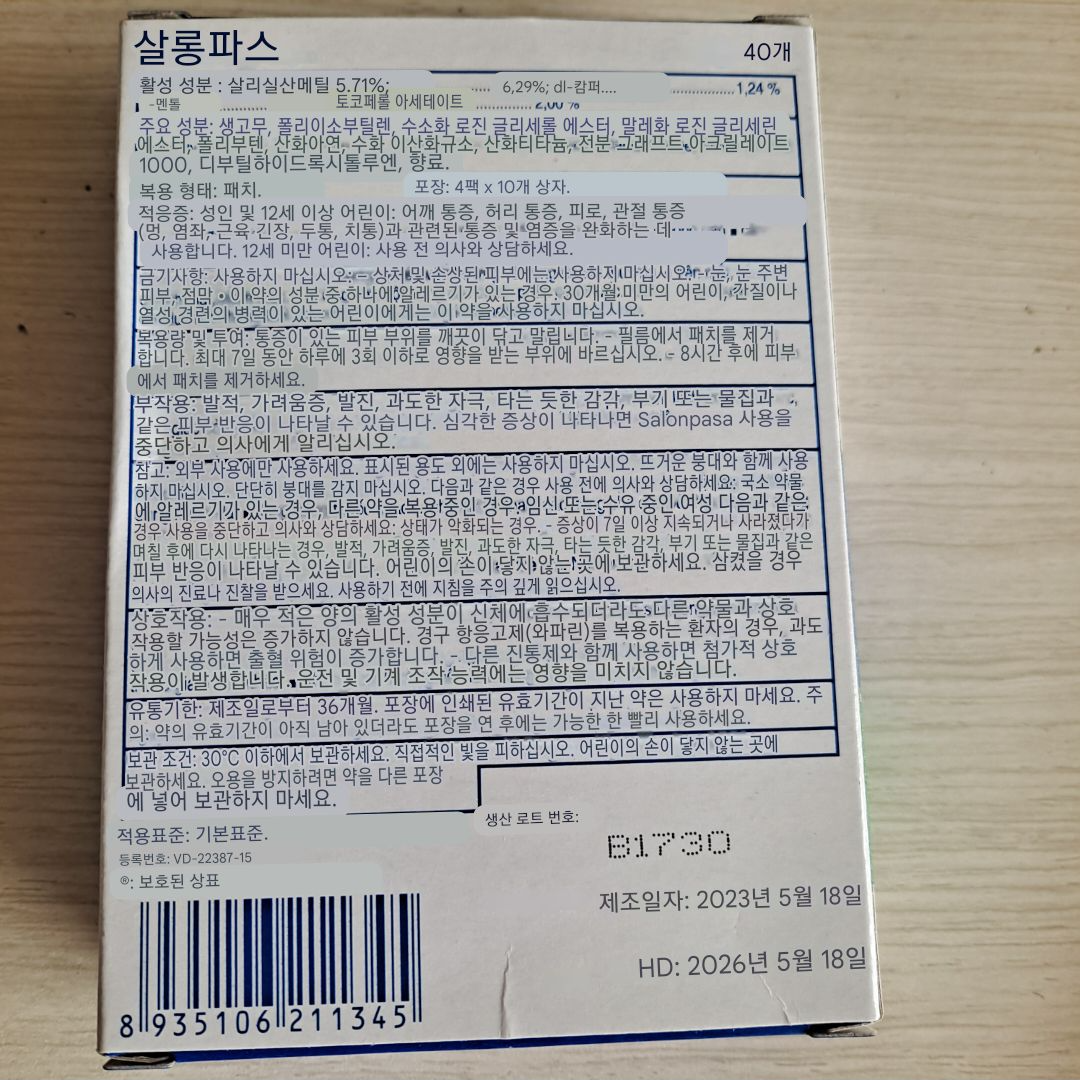 살롱파스
40개
활성 성분 : 살리실산메틸 5.71%; ..... 6,29%; dl-캄퍼.... ................1,24 %
-멘톨 ............ 토코페롤 아세테이트 ............ 2,00 %
주요 성분: 생고무, 폴리이소부틸렌, 수소화 로진 글리세롤 에스터, 말레화 로진 글리세린
에스터, 폴리부텐, 산화아연, 수화 이산화규소, 산화티타늄, 전분 그래프트 아크릴레이트
1000, 디부틸하이드록시톨루엔, 향료.
복용 형태: 패치.
포장: 4팩 x 10개 상자.
적응증: 성인 및 12세 이상 어린이: 어깨 통증, 허리 통증, 피로, 관절 통증
(멍, 염좌, 근육 긴장, 두통, 치통)과 관련된 통증 및 염증을 완화하는 데
사용합니다. 12세 미만 어린이: 사용 전 의사와 상담하세요.
금기사항: 사용하지 마십시오: – 상처 및 손상된 피부에는 사용하지 마십시오. - 눈, 눈 주변
피부, 점막 • 이 약의 성분 중 하나에 알레르기가 있는 경우. 30개월 미만의 어린이, 간질이나
열성 경련의 병력이 있는 어린이에게는 이 약을 사용하지 마십시오.
복용량 및 투여: 통증이 있는 피부 부위를 깨끗이 닦고 말립니다. - 필름에서 패치를 제거
합니다. 최대 7일 동안 하루에 3회 이하로 영향을 받는 부위에 바르십시오. - 8시간 후에 피부
에서 패치를 제거하세요.
부작용: 발적, 가려움증, 발진, 과도한 자극, 타는 듯한 감각, 부기 또는 물집과
같은 피부 반응이 나타날 수 있습니다. 심각한 증상이 나타나면 Salonpasa 사용을
중단하고 의사에게 알리십시오.
참고: 외부 사용에만 사용하세요. 표시된 용도 외에는 사용하지 마십시오. 뜨거운 붕대와 함께 사용
하지 마십시오. 단단히 붕대를 감지 마십시오. 다음과 같은 경우 사용 전에 의사와 상담하세요: 국소 약물
에 알레르기가 있는 경우, 다른 약을 복용 중인 경우, 임신 또는 수유 중인 여성 다음과 같은
경우 사용을 중단하고 의사와 상담하세요: 상태가 악화되는 경우. - 증상이 7일 이상 지속되거나 사라졌다가
며칠 후에 다시 나타나는 경우, 발적, 가려움증, 발진, 과도한 자극, 타는 듯한 감각, 부기 또는 물집과 같은
피부 반응이 나타날 수 있습니다. 어린이의 손이 닿지 않는 곳에 보관하세요. 삼켰을 경우
의사의 진료나 진찰을 받으세요. 사용하기 전에 지침을 주의 깊게 읽으십시오.
상호작용: - 매우 적은 양의 활성 성분이 신체에 흡수되더라도 다른 약물과 상호
작용할 가능성은 증가하지 않습니다. 경구 항응고제(와파린)를 복용하는 환자의 경우, 과도
하게 사용하면 출혈 위험이 증가합니다. - 다른 진통제와 함께 사용하면 첨가적 상호
작용이 발생합니다. 운전 및 기계 조작 능력에는 영향을 미치지 않습니다.
유통기한: 제조일로부터 36개월. 포장에 인쇄된 유효기간이 지난 약은 사용하지 마세요. 주
의: 약의 유효기간이 아직 남아 있더라도 포장을 연 후에는 가능한 한 빨리 사용하세요.
보관 조건: 30°C 이하에서 보관하세요. 직접적인 빛을 피하십시오. 어린이의 손이 닿지 않는 곳에
보관하세요. 오용을 방지하려면 약을 다른 포장
에 넣어 보관하지 마세요.
생산 로트 번호:
적용표준: 기본표준.
B1730
등록번호: VD-22387-15
®: 보호된 상표
제조일자: 2023년 5월 18일
HD: 2026년 5월 18일
8 935106 211345